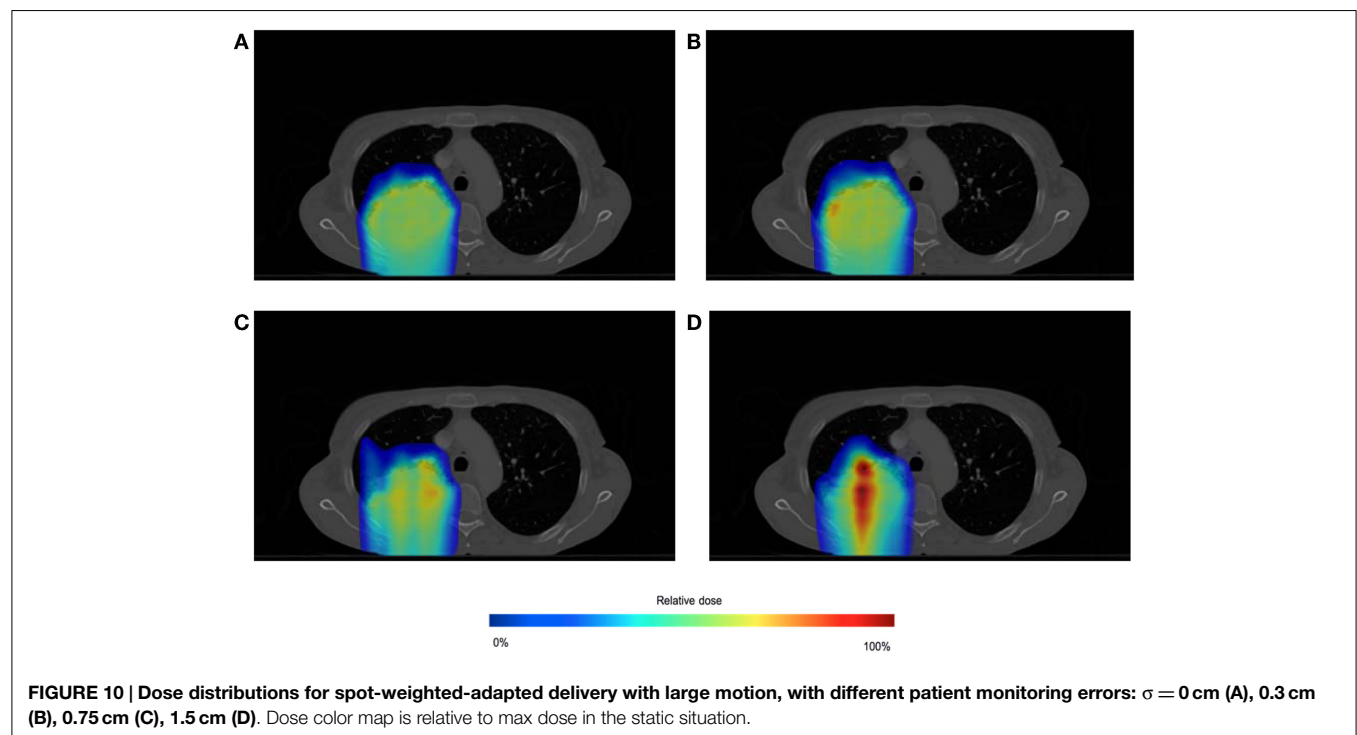 A
B
C
D
Relative dose
0%
100%
FIGURE 10 | Dose distributions for spot-weighted-adapted delivery with large motion, with different patient monitoring errors: σ = 0 cm (A), 0.3 cm
(B), 0.75 cm (C), 1.5 cm (D). Dose color map is relative to max dose in the static situation.